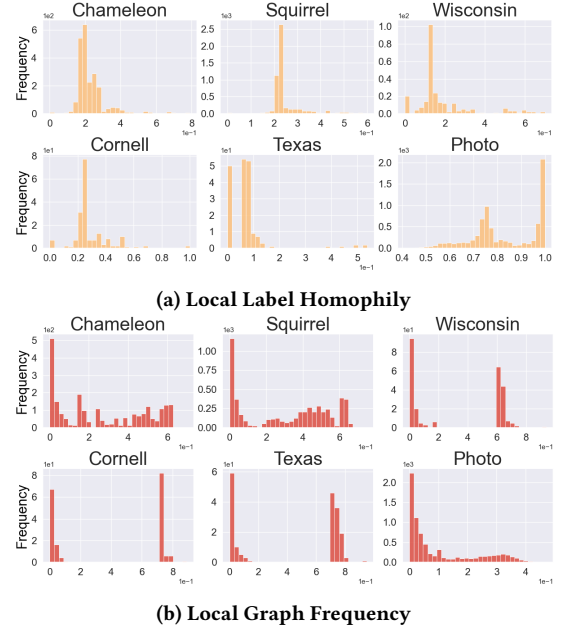 Chameleon Squirrel Wisconsin
1e2 1e3 1e2
Frequency
6 4 2 0
2.5 2.0 1.5 1.0 0.5 0.0
1.00 0.75 0.50 0.25 0.00
0 2 4 6 8 0 1 2 3 4 5 6 0 2 4 6
1e−1 1e−1 1e−1
Cornell Texas Photo
1e1 1e1 1e3
Frequency
8 6 4 2 0
5 4 3 2 1 0
2.0 1.5 1.0 0.5 0.0
0.0 0.2 0.4 0.6 0.8 1.0 0 1 2 3 4 5 0.4 0.5 0.6 0.7 0.8 0.9 1.0
1e−1
(a) Local Label Homophily
Chameleon Squirrel Wisconsin
1e2 1e3 1e1
Frequency
5 4 3 2 1 0
1.00 0.75 0.50 0.25 0.00
8 6 4 2 0
0 2 4 6 0 2 4 6 8 0 2 4 6 8
1e−1 1e−1 1e−1
Cornell Texas Photo
1e1 1e1 1e3
Frequency
8 6 4 2 0
6 4 2 0
2.0 1.5 1.0 0.5 0.0
0 2 4 6 8 0 2 4 6 8 0 1 2 3 4
1e−1 1e−1 1e−1
(b) Local Graph Frequency